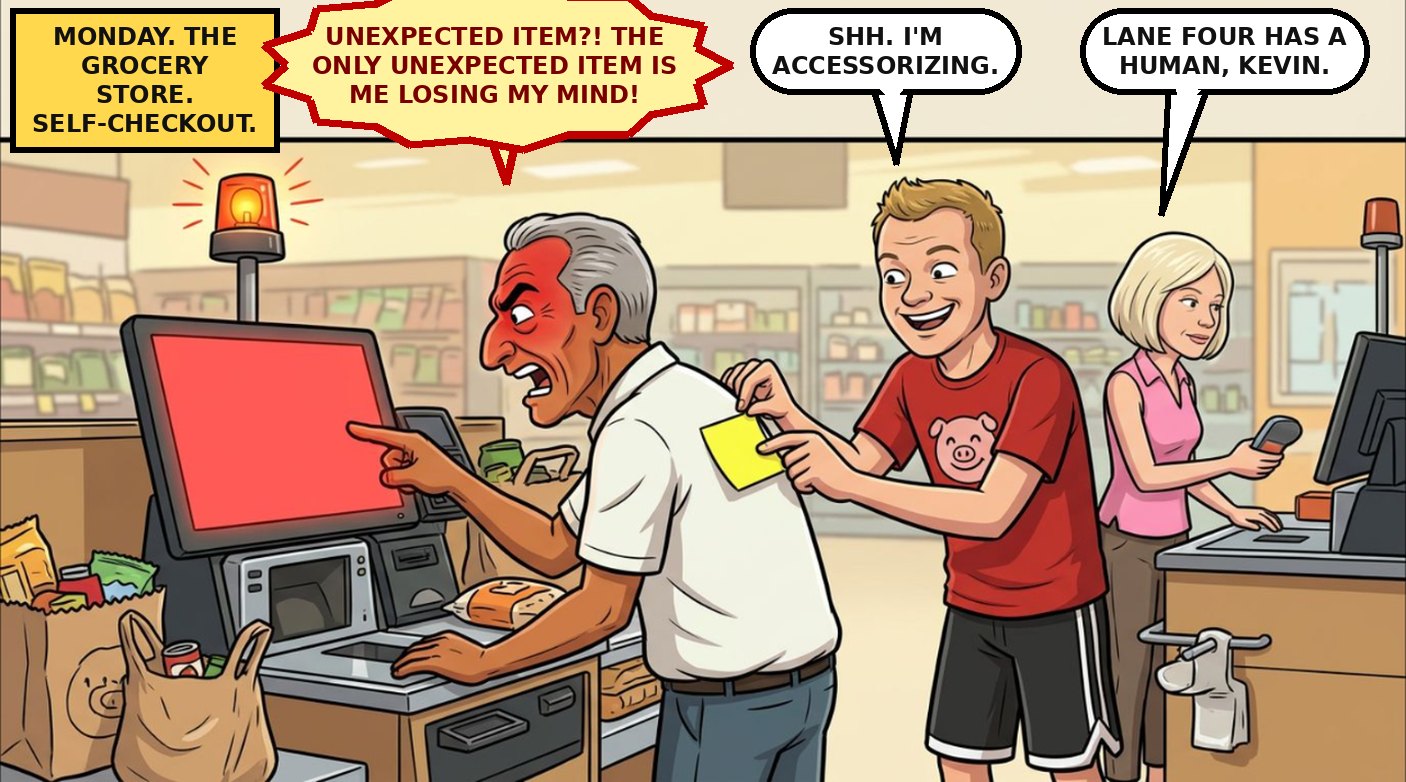 MONDAY. THE
GROCERY
STORE.
SELF-CHECKOUT.
UNEXPECTED ITEM?! THE
ONLY UNEXPECTED ITEM IS
ME LOSING MY MIND!
SHH. I'M
ACCESSORIZING.
LANE FOUR HAS A
HUMAN, KEVIN.